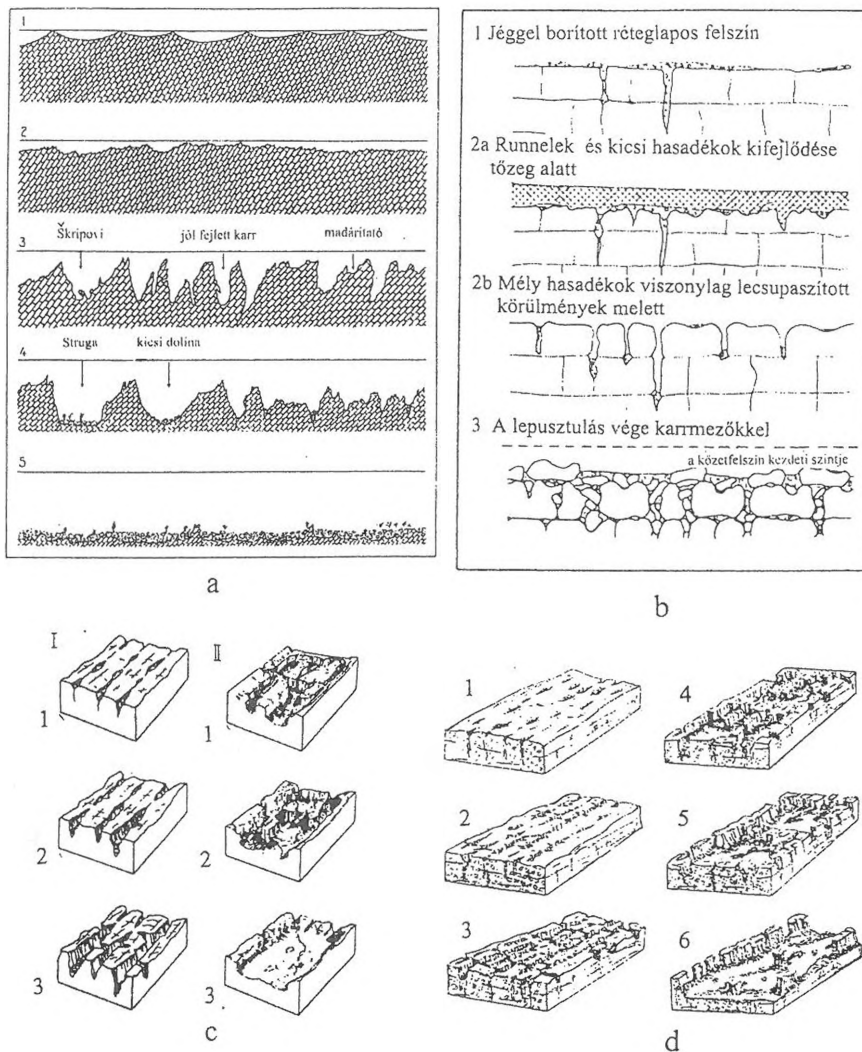 1
2
Škripovi
jól fejlett karr
madáritató
3
Struga
kicsi dolina
4
5
a
1 Jéggel borított réteglapos felszín
2a Runnelek és kicsi hasadékok kifejlődése
tőzeg alatt
2b Mély hasadékok viszonylag lecsupaszított
körülmények melett
3 A lepusztulás vége karrmezőkkel
a kőzetfelszín kezdeti szintje
b
I
1
2
3
II
1
2
3
c
1
2
3
4
5
6
d